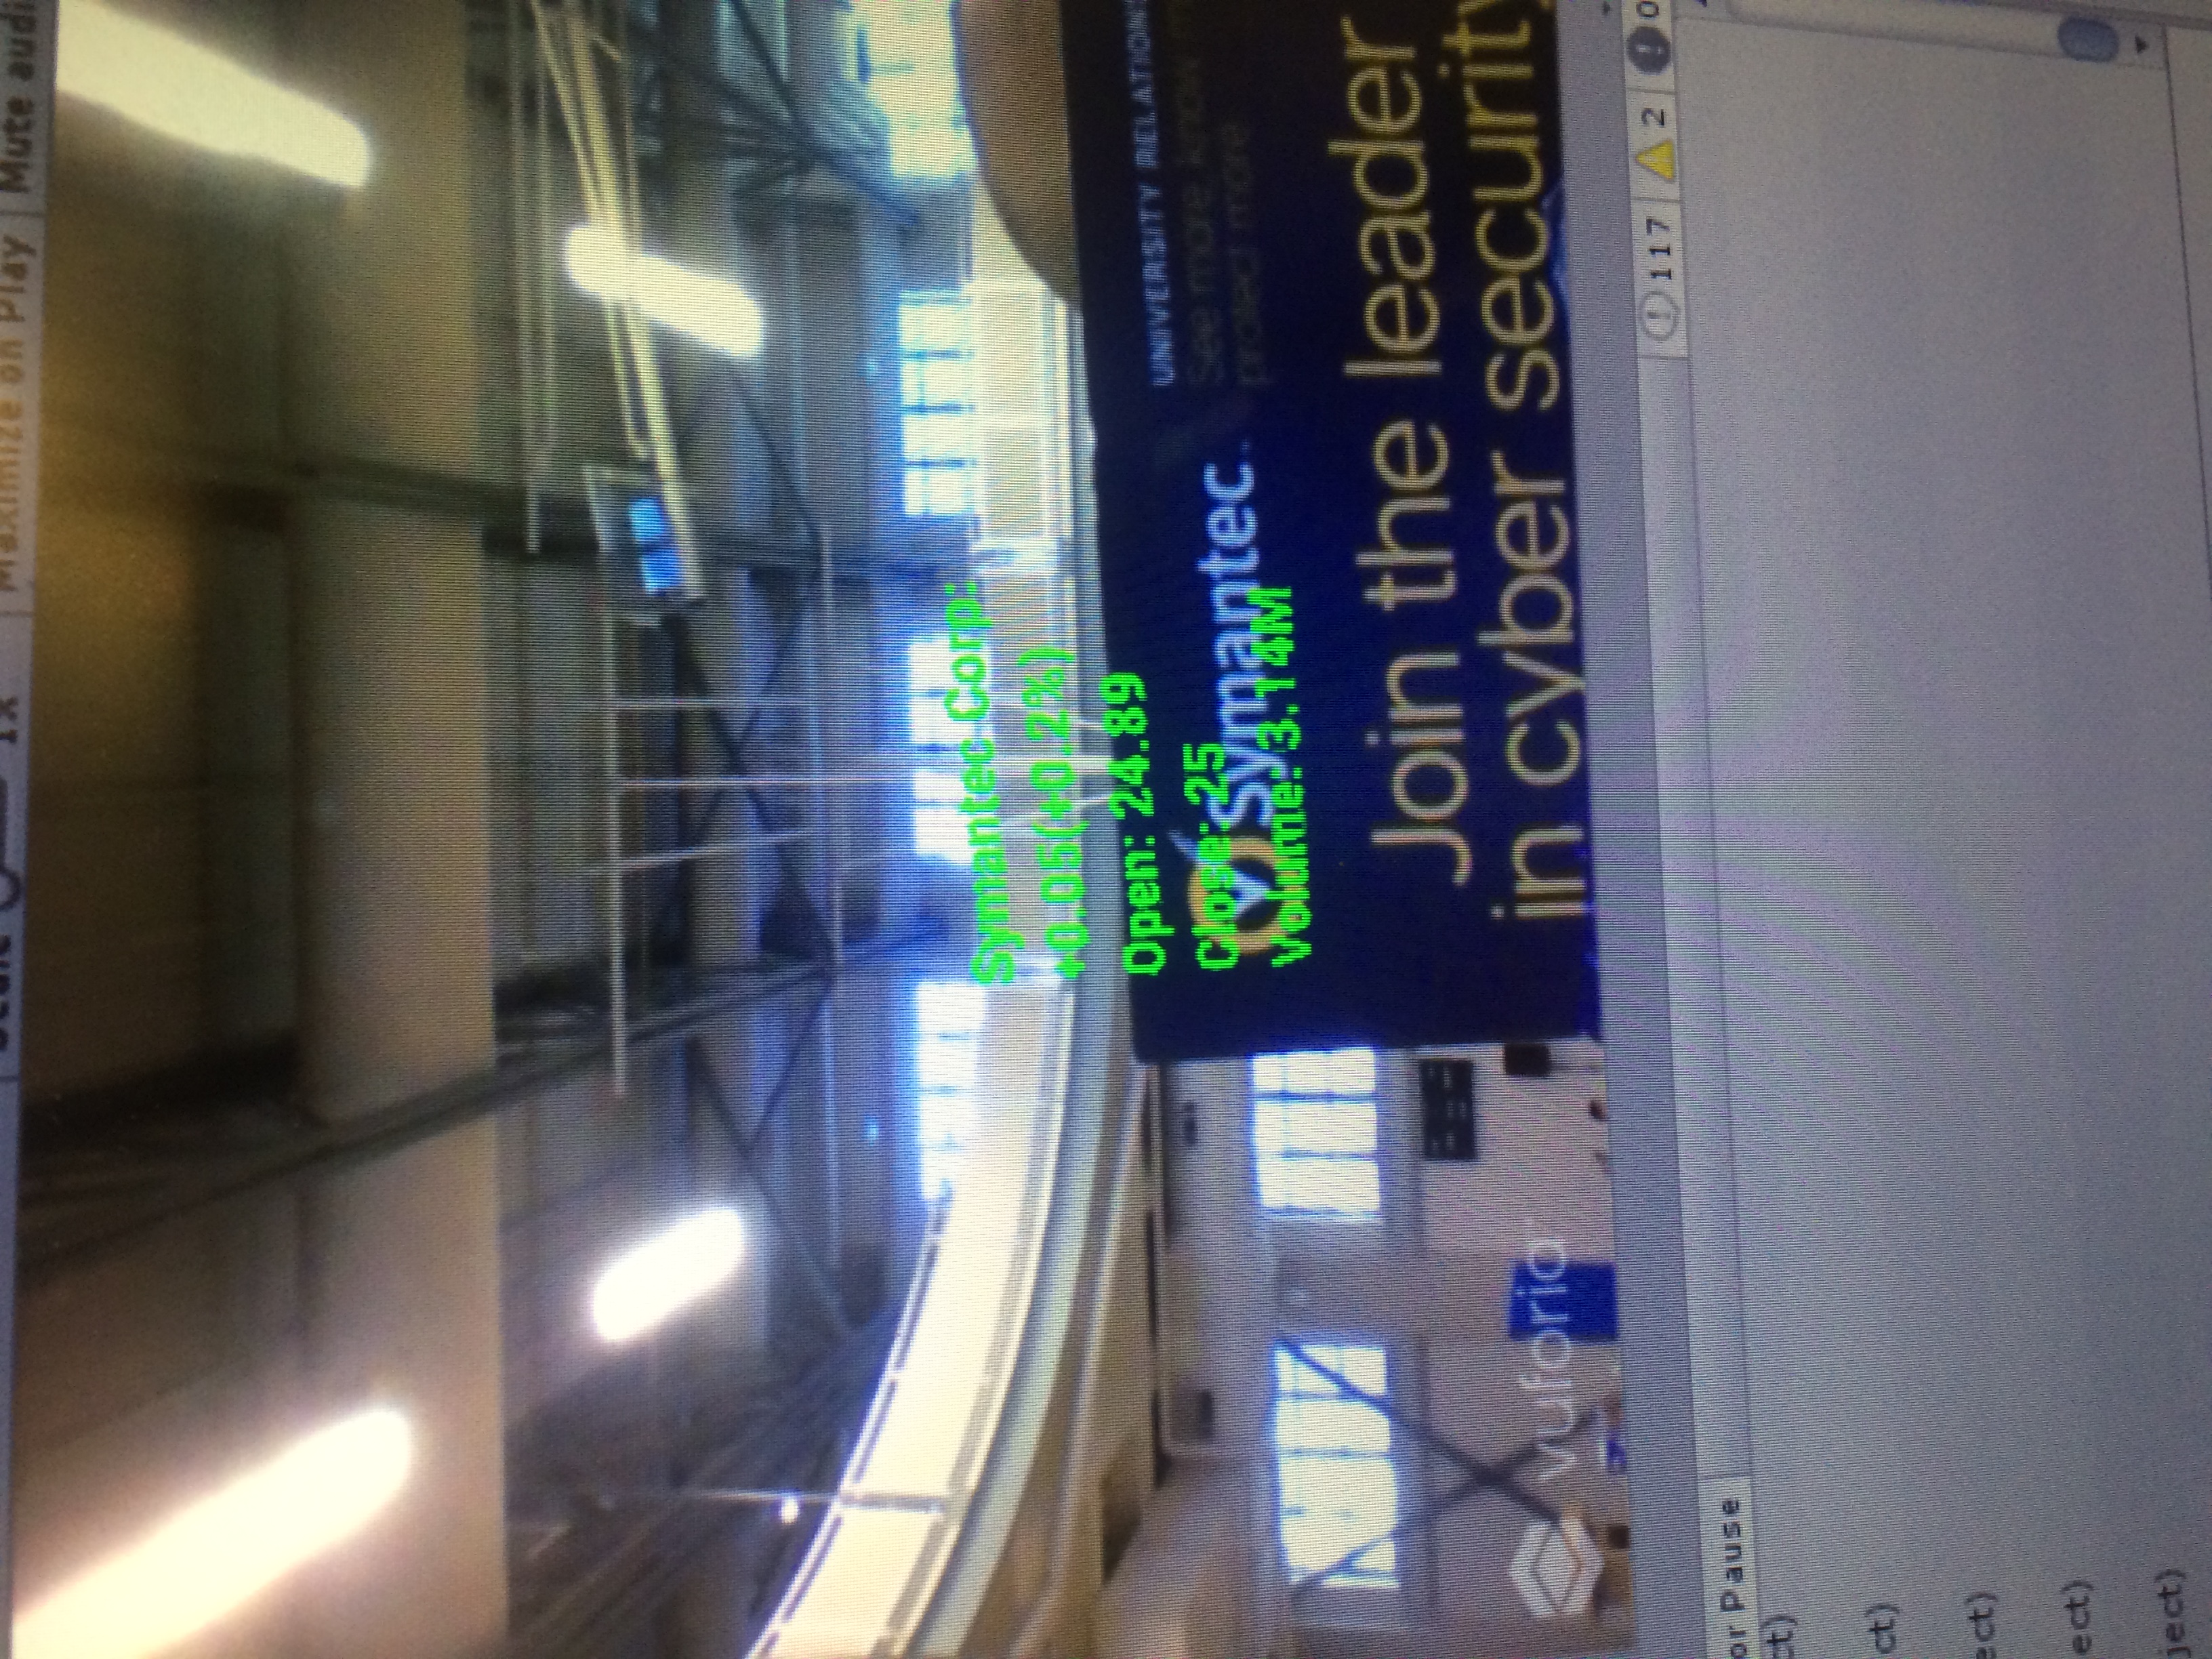 Scale 1x Maximize on Play Mute audi
Symantec Corp:
+0.05(+0.2%)
Open: 24.89
Close: 25
Volume: 3.14M
Symantec
UNIVERSITY RELATIONS
See more, know m
protect more
Join the leader
in cyber security
vuforia
117 2 0
or Pause
ct)
ct)
ect)
ect)
ject)